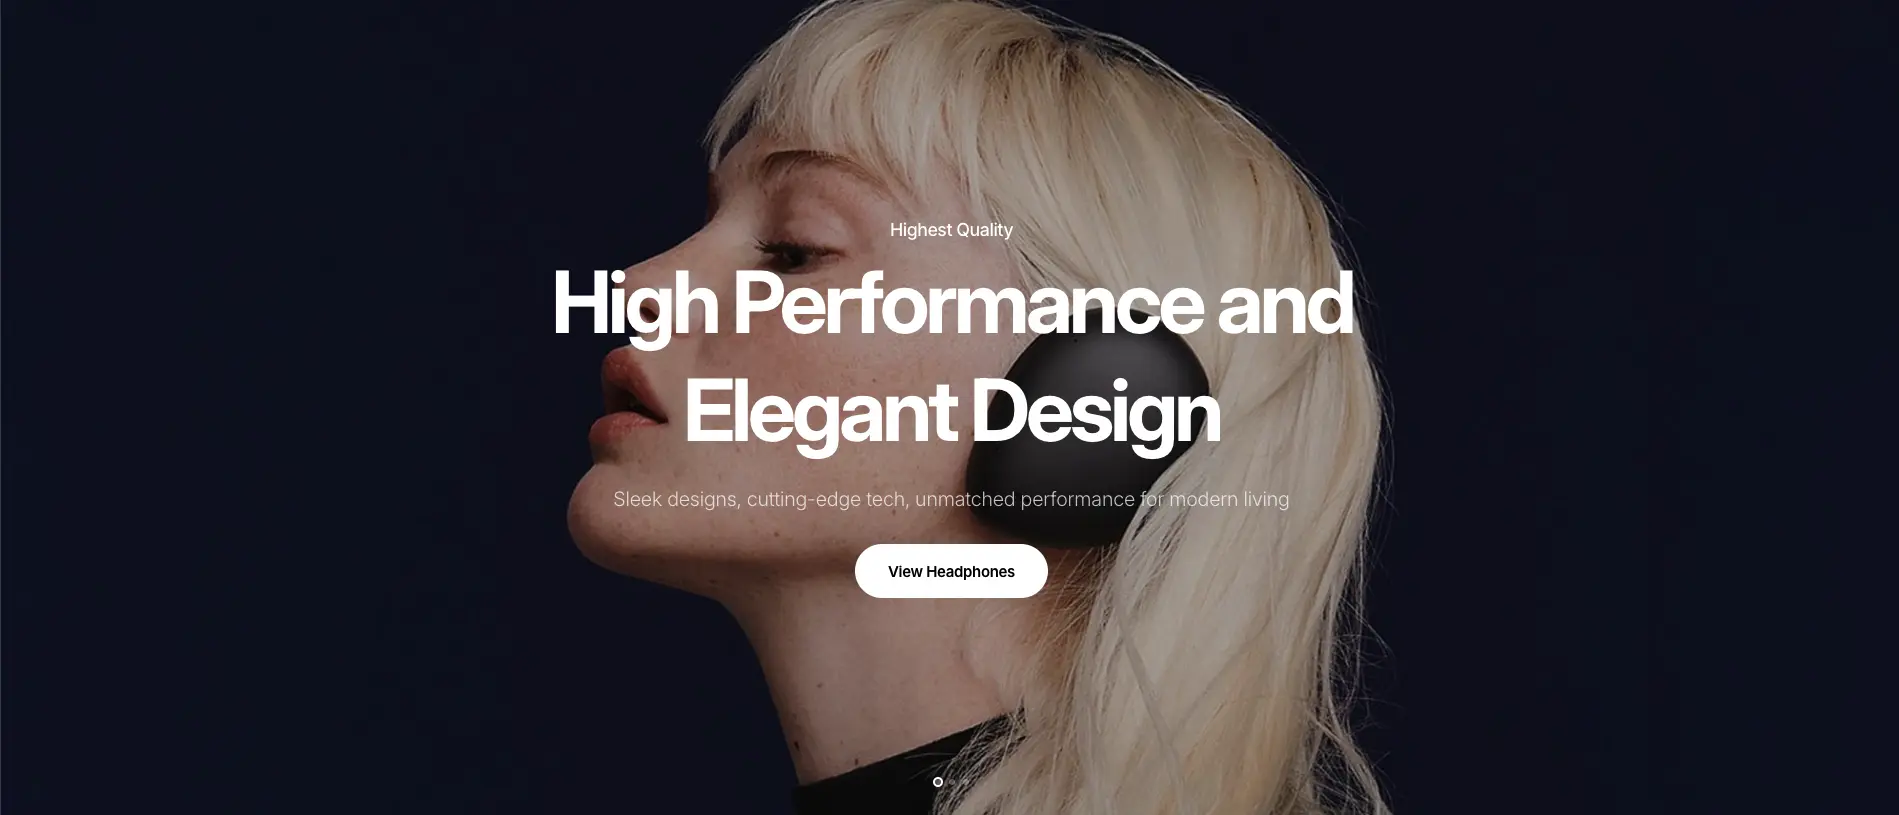 Highest Quality
High Performance and
Elegant Design
Sleek designs, cutting-edge tech, unmatched performance for modern living
View Headphones